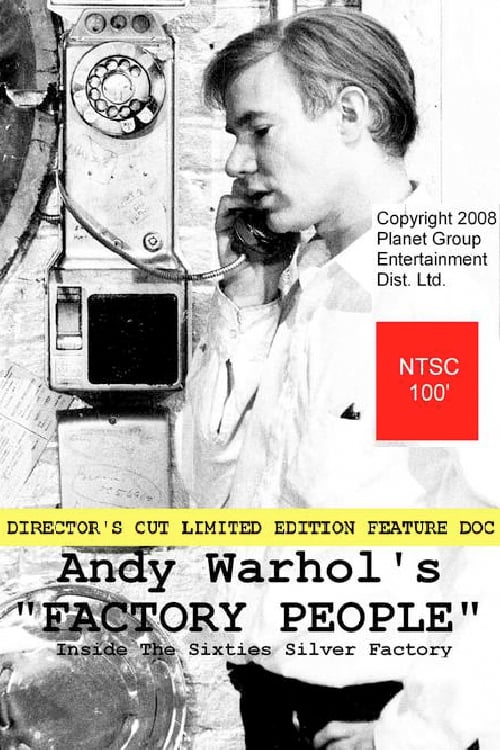 Copyright 2008
Planet Group
Entertainment
Dist. Ltd.
NTSC
100'
DIRECTOR'S CUT LIMITED EDITION FEATURE DOC
Andy Warhol's
"FACTORY PEOPLE"
Inside The Sixties Silver Factory